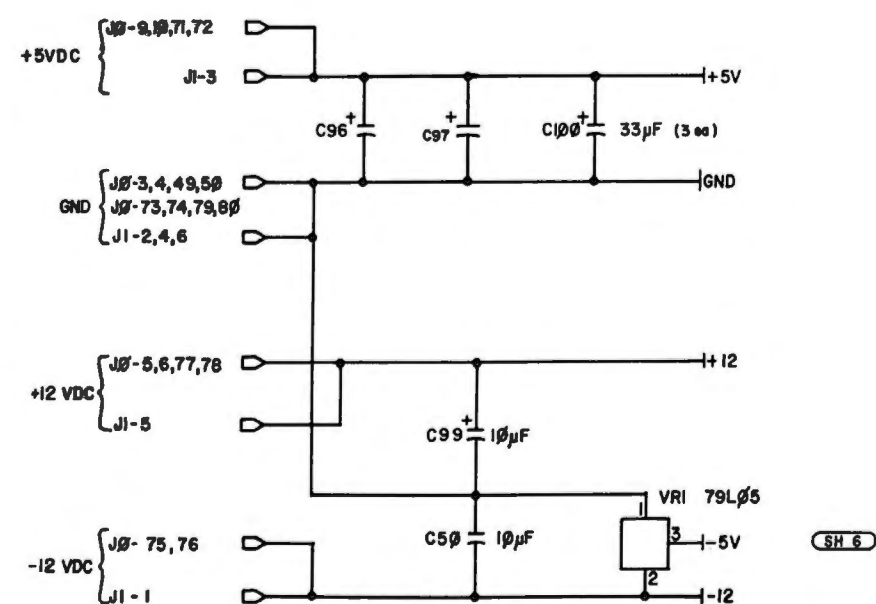 +5VDC
JØ-9,1Ø,71,72
J1-3
+5V
C96
+
C97
+
C1ØØ
+
33µF (3 ea)
GND
JØ-3,4,49,5Ø
JØ-73,74,79,8Ø
J1-2,4,6
GND
+12 VDC
JØ-5,6,77,78
J1-5
+12
C99
+
1ØµF
VR1 79LØ5
1
3
2
-5V
SH 6
C5Ø
1ØµF
-12 VDC
JØ- 75,76
J1-1
-12